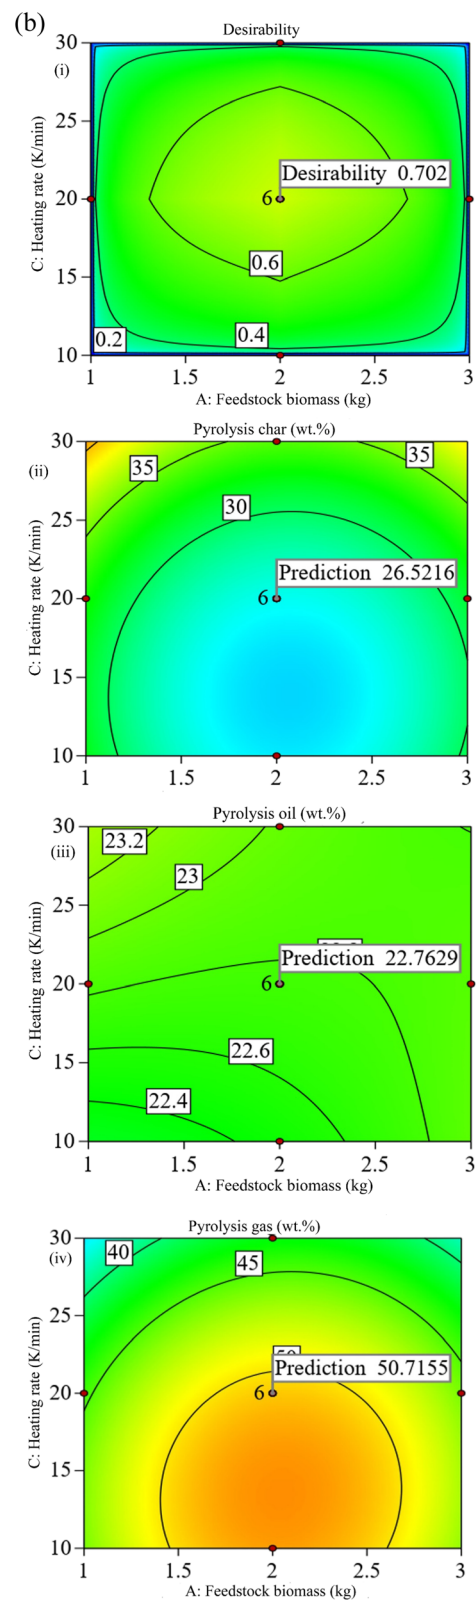 (b)
Desirability
(i)
30
25
20
15
10
C: Heating rate (K/min)
Desirability 0.702
6
0.6
0.4
0.2
1
1.5
2
2.5
3
A: Feedstock biomass (kg)
Pyrolysis char (wt.%)
(ii)
30
25
20
15
10
C: Heating rate (K/min)
35
35
30
Prediction 26.5216
6
1
1.5
2
2.5
3
Pyrolysis oil (wt.%)
(iii)
30
25
20
15
10
C: Heating rate (K/min)
23.2
23
Prediction 22.7629
6
22.6
22.4
1
1.5
2
2.5
3
A: Feedstock biomass (kg)
Pyrolysis gas (wt.%)
(iv)
30
25
20
15
10
C: Heating rate (K/min)
40
45
Prediction 50.7155
6
1
1.5
2
2.5
3
A: Feedstock biomass (kg)